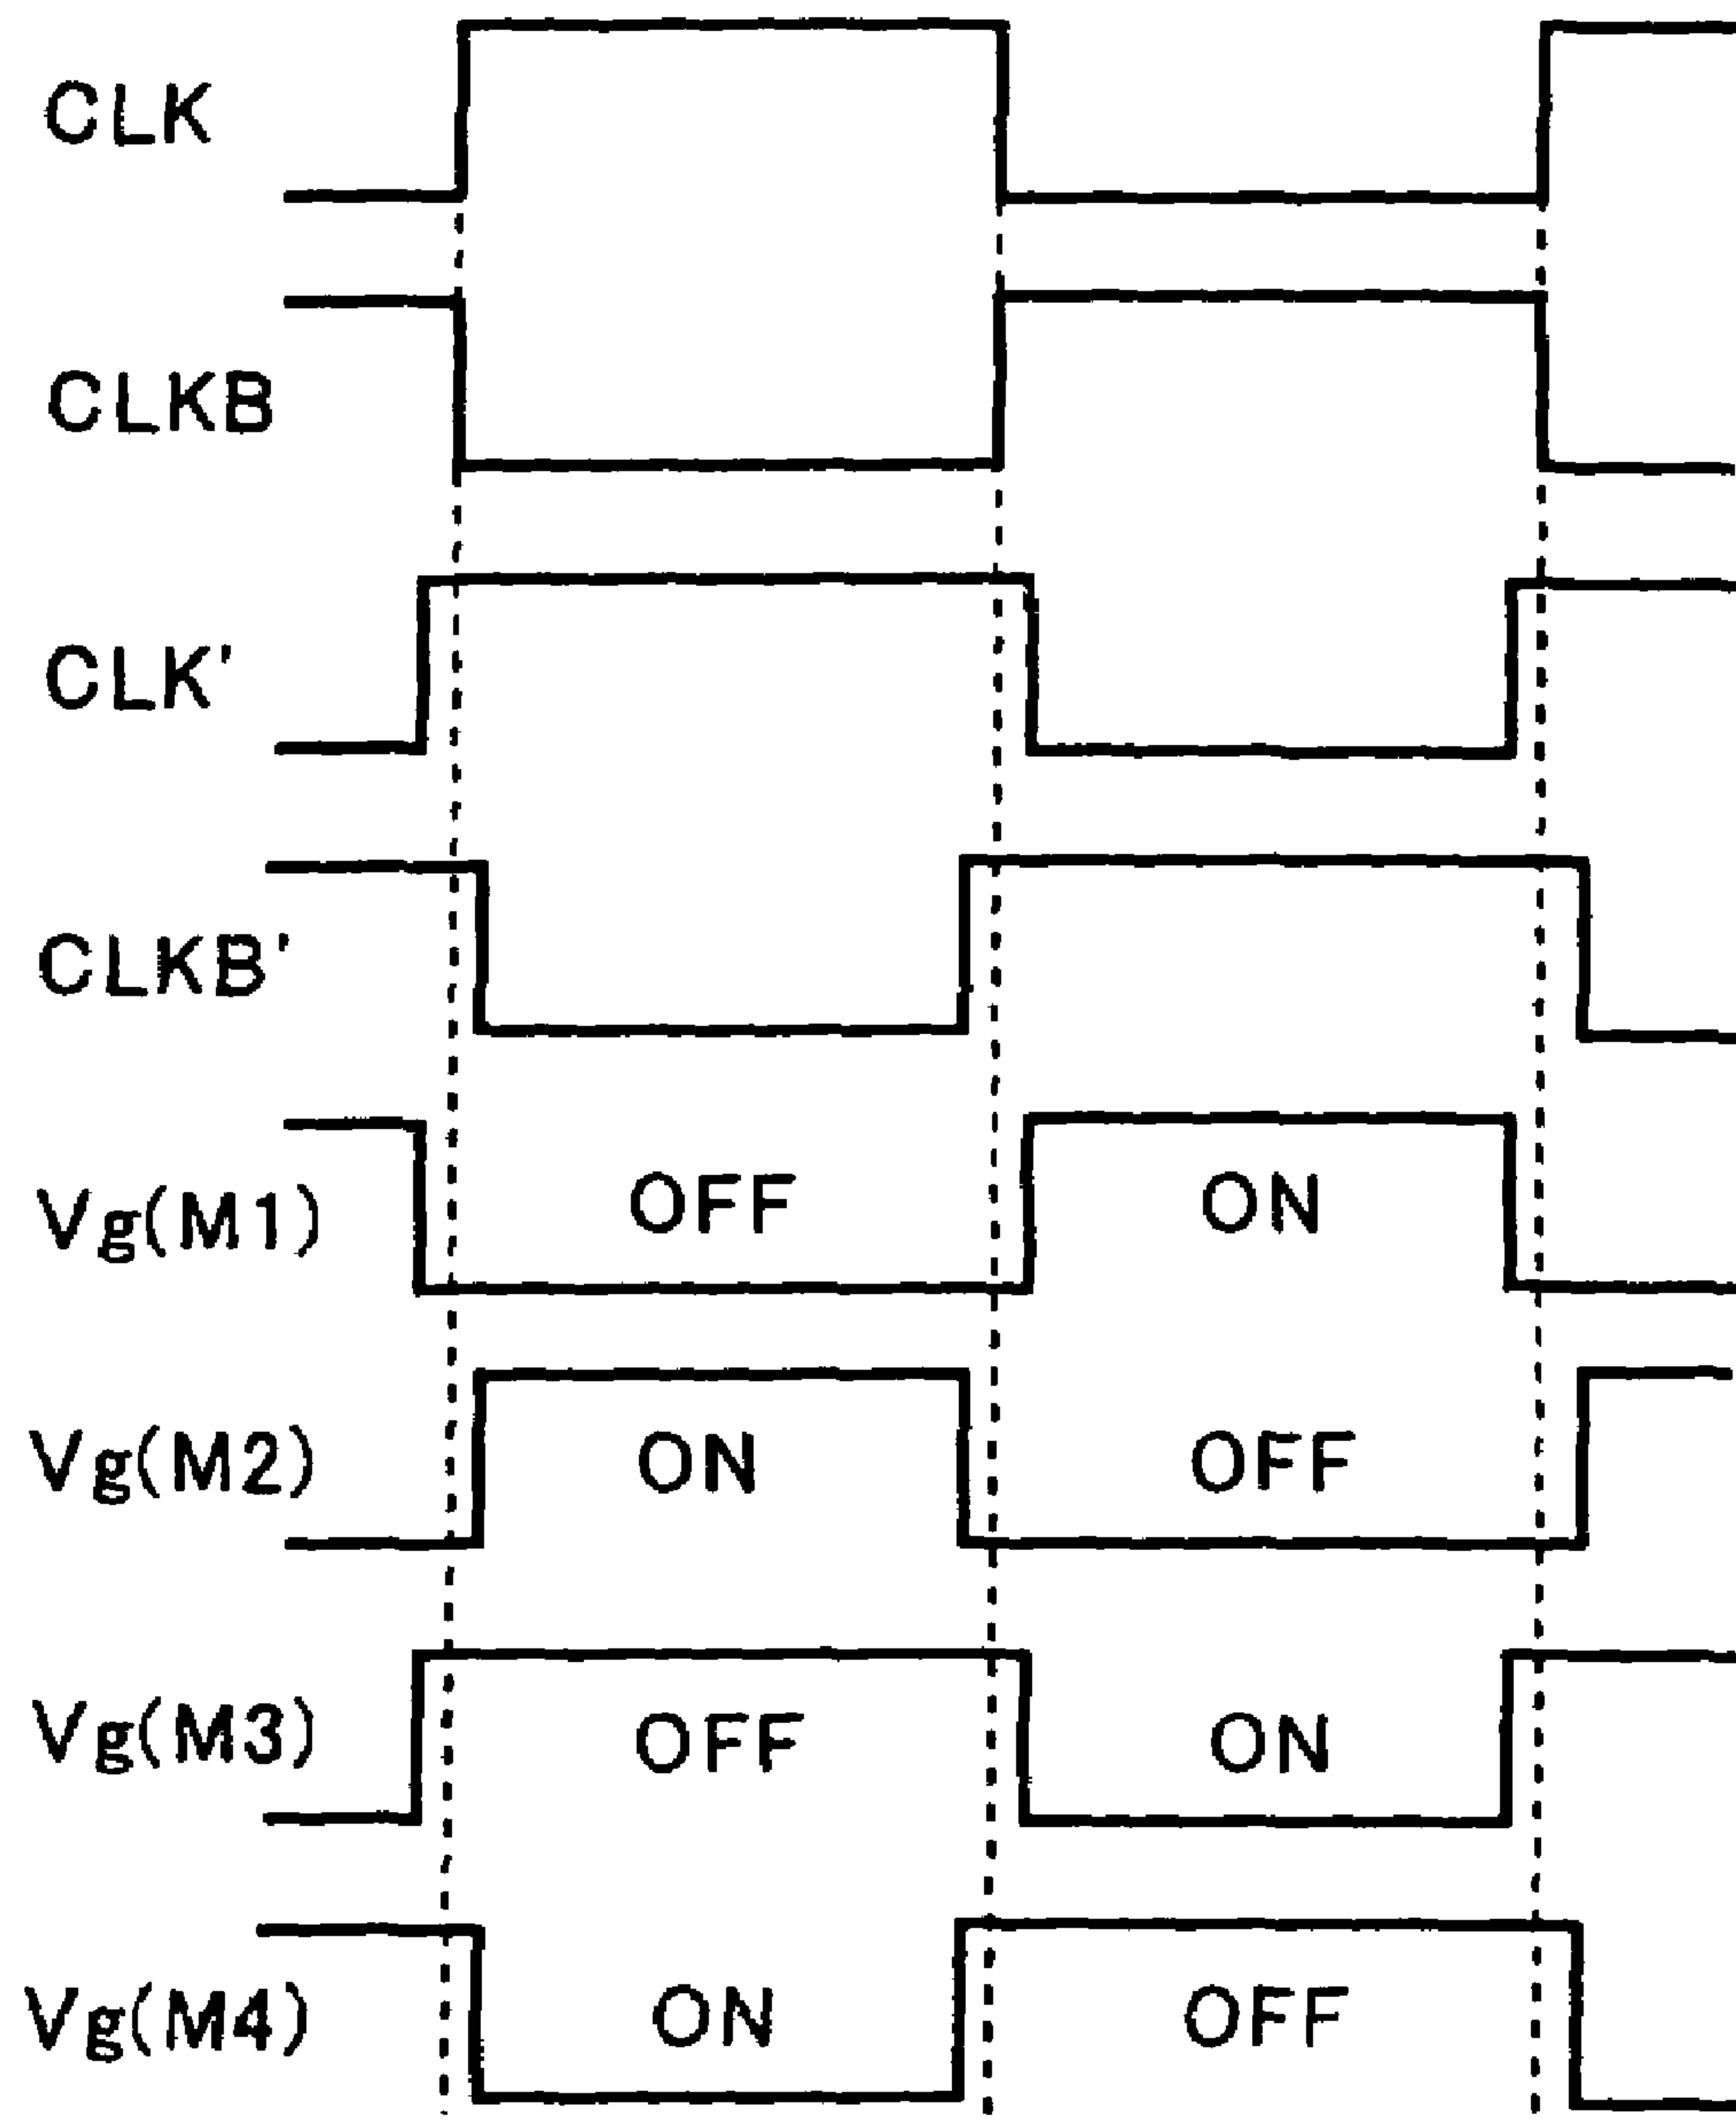 CLK
CLKB
CLK'
CLKB'
Vg(M1) OFF ON
Vg(M2) ON OFF
Vg(M3) OFF ON
Vg(M4) ON OFF